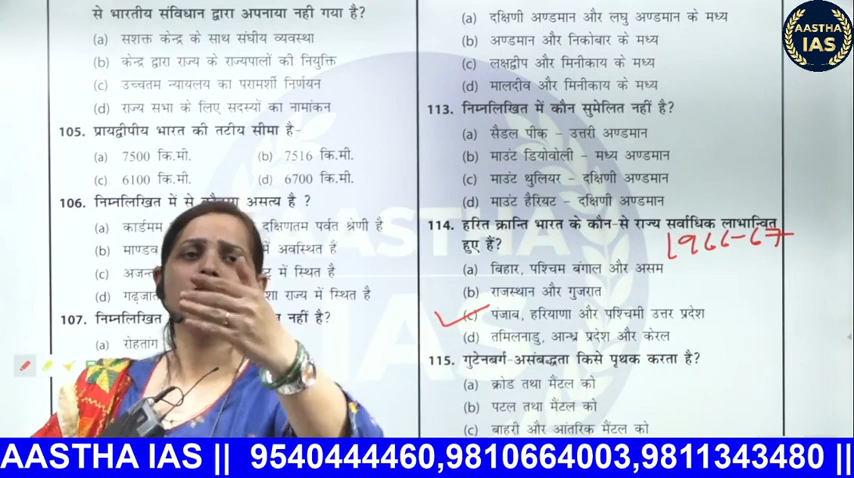 से भारतीय संविधान द्वारा अपनाया नही गया है?
(a) सशक्त केन्द्र के साथ संघीय व्यवस्था
(b) केन्द्र द्वारा राज्य के राज्यपालों की नियुक्ति
(c) उच्चतम न्यायलय का परामर्शी निर्णयन
(d) राज्य सभा के लिए सदस्यों का नामांकन
105. प्रायद्वीपीय भारत की तटीय सीमा है-
(a) 7500 कि.मी. (b) 7516 कि.मी.
(c) 6100 कि.मी. (d) 6700 कि.मी.
106. निम्नलिखित में से कौनसा असत्य है ?
(a) कार्डमम दक्षिणतम पर्वत श्रेणी है
(b) माण्डव में अवस्थित है
(c) अजन्त में स्थित है
(d) गढ़जात शा राज्य में स्थित है
107. निम्नलिखित नहीं है?
(a) रोहतांग
(a) दक्षिणी अण्डमान और लघु अण्डमान के मध्य
(b) अण्डमान और निकोबार के मध्य
(c) लक्षद्वीप और मिनीकाय के मध्य
(d) मालदीव और मिनीकाय के मध्य
113. निम्नलिखित में कौन सुमेलित नहीं है?
(a) सैडल पीक - उत्तरी अण्डमान
(b) माउंट डियोवोली - मध्य अण्डमान
(c) माउंट थुलियर - दक्षिणी अण्डमान
(d) माउंट हैरियट - दक्षिणी अण्डमान
114. हरित क्रान्ति भारत के कौन-से राज्य सर्वाधिक लाभान्वित
हुए हैं?
1966-67
(a) बिहार, पश्चिम बंगाल और असम
(b) राजस्थान और गुजरात
(c) पंजाब, हरियाणा और पश्चिमी उत्तर प्रदेश
(d) तमिलनाडु, आन्ध्र प्रदेश और केरल
115. गुटेनबर्ग-असंबद्धता किसे पृथक करता है?
(a) क्रोड तथा मैंटल को
(b) पटल तथा मैंटल को
(c) बाहरी और आंतरिक मैंटल को
AASTHA
IAS
AASTHA
IAS
AASTHA IAS || 9540444460,9810664003,9811343480 ||